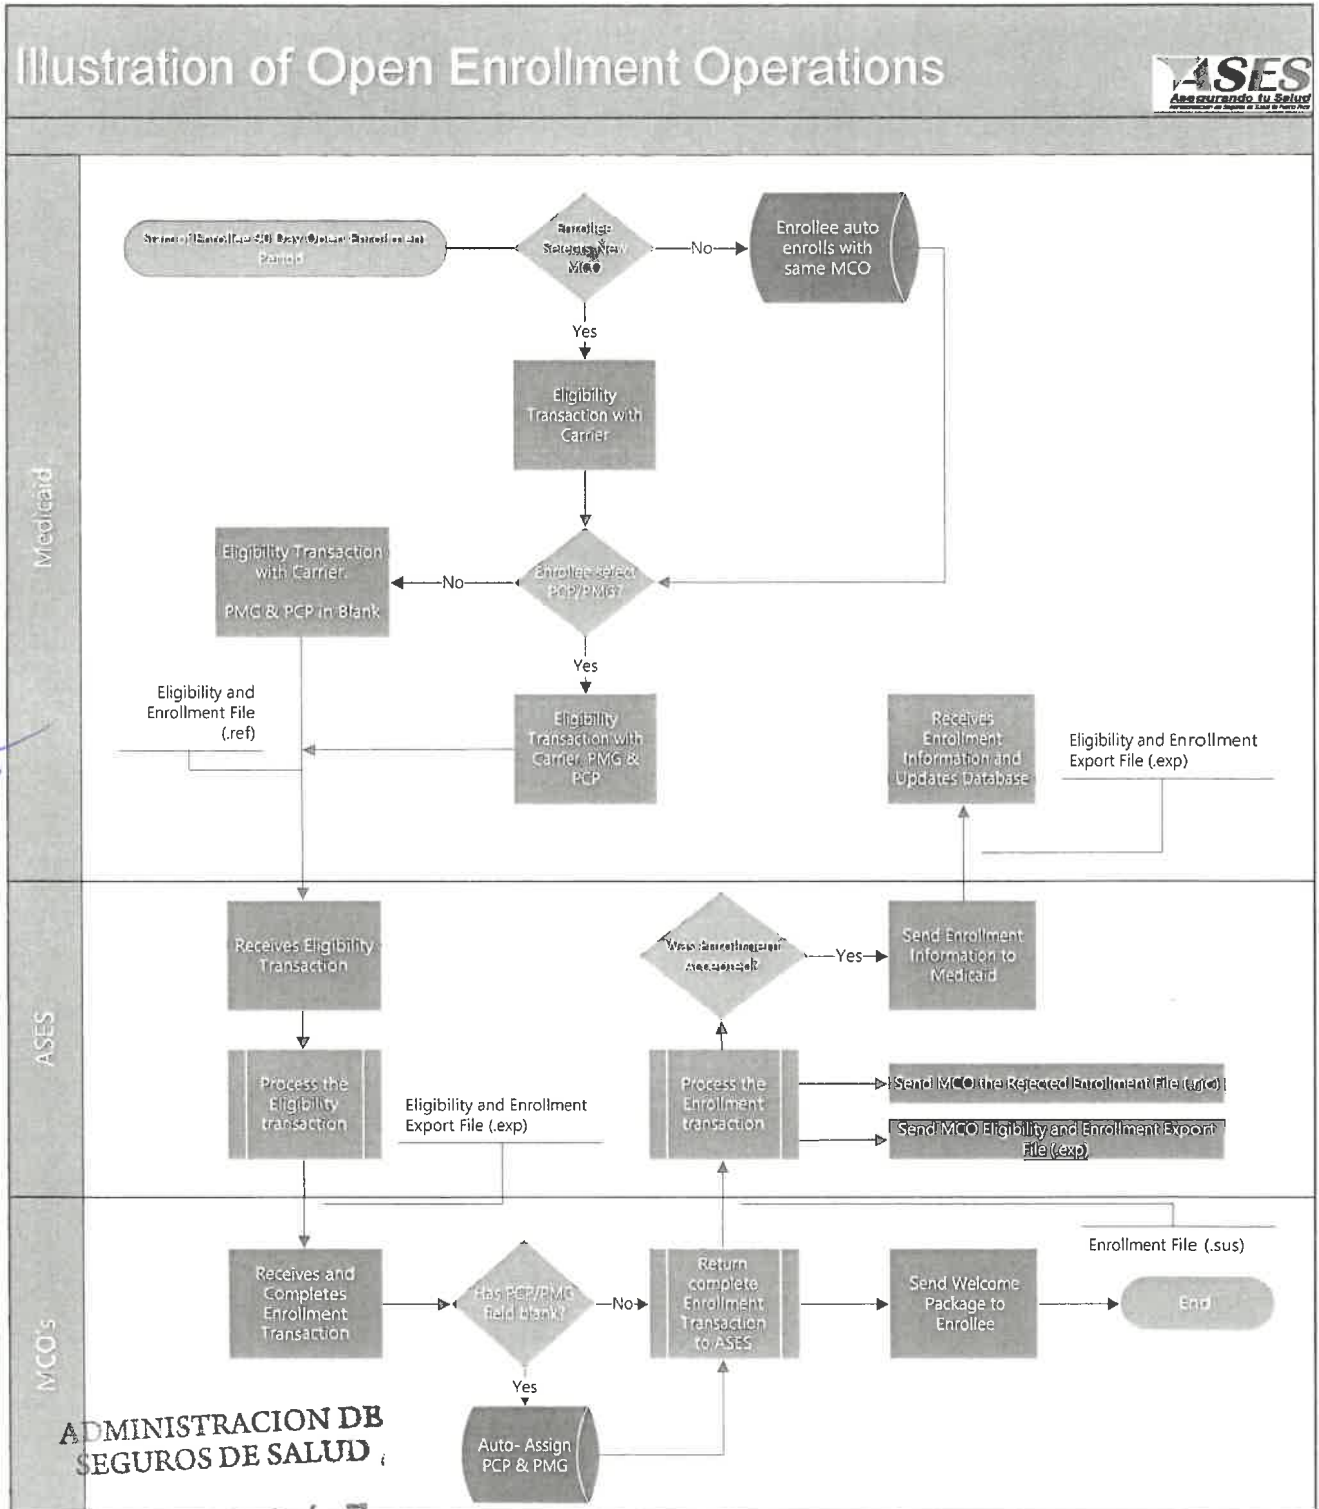 Illustration of Open Enrollment Operations
ASES
Asegurando tu Salud
Medicaid
Start of Enrollee 90 Day Open Enrollment
Period
Enrollee
Selects New
MCO
No
Enrollee auto
enrolls with
same MCO
Yes
Eligibility
Transaction with
Carrier
Enrollee select
PCP/PMG?
No
Eligibility Transaction
with Carrier.
PMG & PCP in Blank
Yes
Eligibility and
Enrollment File
(.ref)
Eligibility
Transaction with
Carrier, PMG &
PCP
Receives
Enrollment
Information and
Updates Database
Eligibility and Enrollment
Export File (.exp)
ASES
Receives Eligibility
Transaction
Was Enrollment
Accepted?
Yes
Send Enrollment
Information to
Medicaid
Process the
Eligibility
transaction
Eligibility and Enrollment
Export File (.exp)
Process the
Enrollment
transaction
Send MCO the Rejected Enrollment File
Send MCO Eligibility and Enrollment Export
File (.exp)
MCO's
Receives and
Completes
Enrollment
Transaction
Has PCP/PMG
field blank?
No
Return
complete
Enrollment
Transaction
to ASES
Enrollment File (.sus)
Send Welcome
Package to
Enrollee
End
Yes
Auto- Assign
PCP & PMG
ADMINISTRACION DE
SEGUROS DE SALUD